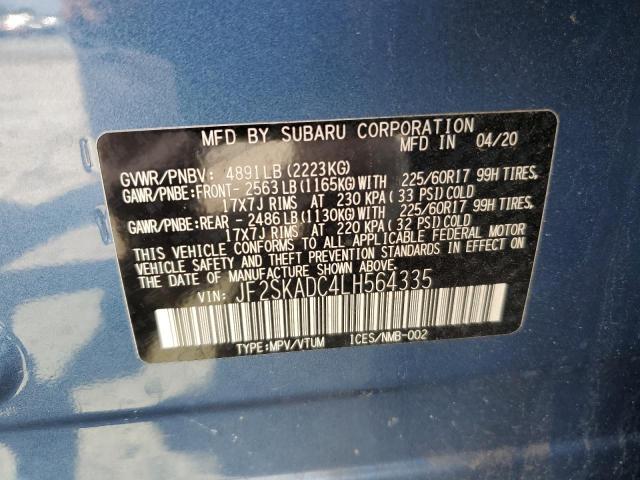 MFD BY SUBARU CORPORATION
GVWR/PNBV: 4891LB (2223KG) MFD IN 04/20
GAWR/PNBE:FRONT- 2563LB(1165KG)WITH 225/60R17 99H TIRES,
17X7J RIMS AT 230 KPA (33 PSI)COLD
GAWR/PNBE:REAR - 2486LB(1130KG)WITH 225/60R17 99H TIRES,
17X7J RIMS AT 220 KPA (32 PSI)COLD
THIS VEHICLE CONFORMS TO ALL APPLICABLE FEDERAL MOTOR
VEHICLE SAFETY AND THEFT PREVENTION STANDARDS IN EFFECT ON
THE DATE OF MANUFACTURE SHOWN ABOVE.
VIN: JF2SKADC4LH564335
TYPE:MPV/VTUM ICES/NMB-002